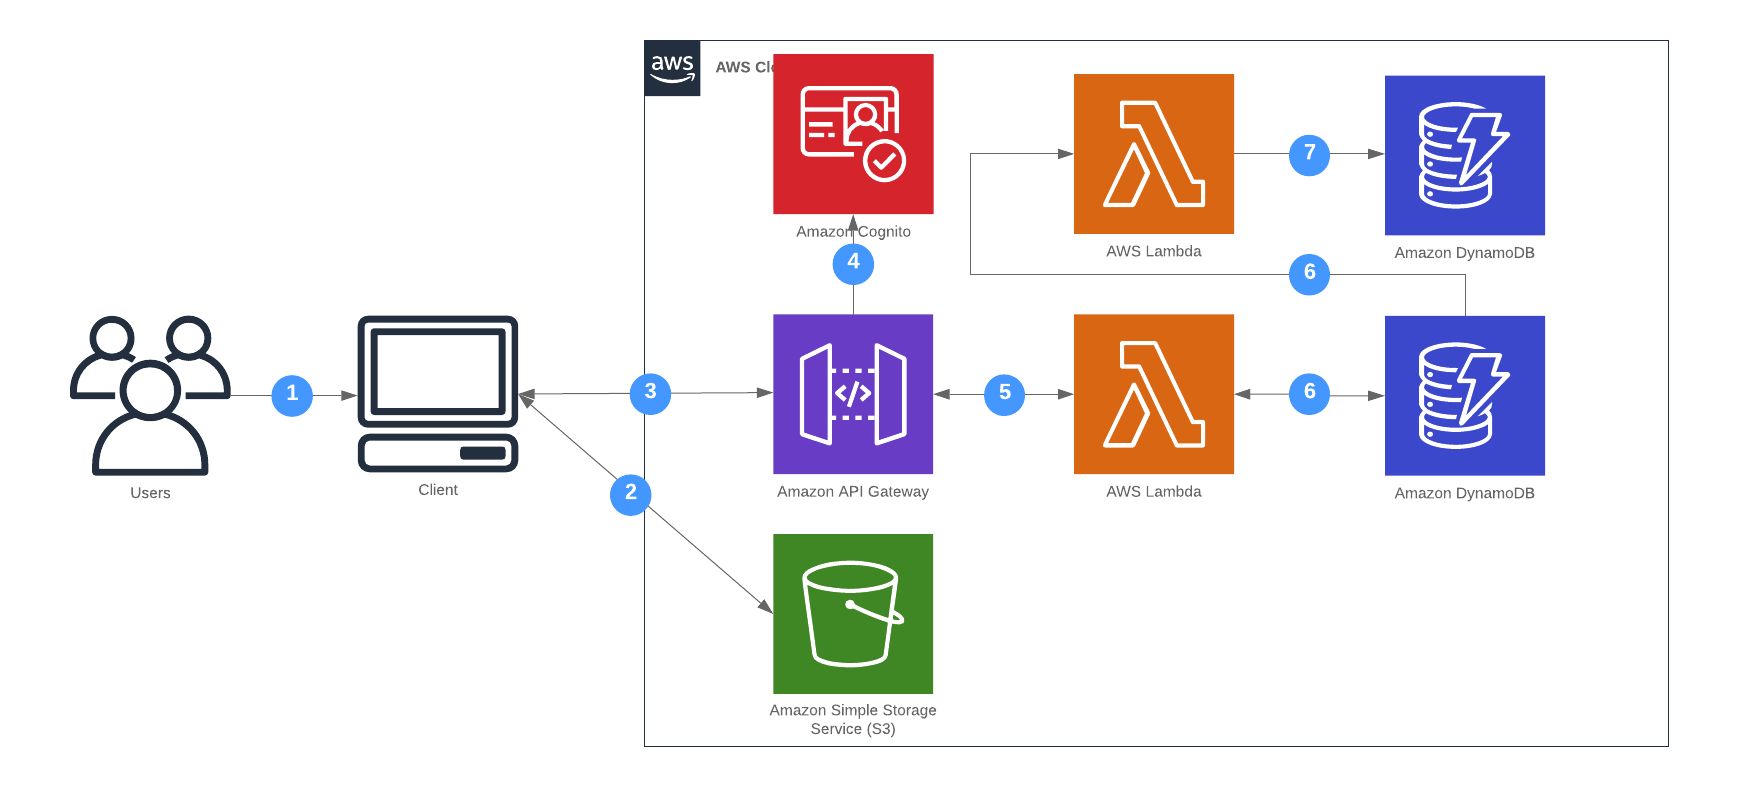 aws
AWS Cl
Amazon Cognito
AWS Lambda
7
Amazon DynamoDB
4
6
Users
1
Client
3
2
Amazon API Gateway
5
AWS Lambda
6
Amazon DynamoDB
Amazon Simple Storage
Service (S3)